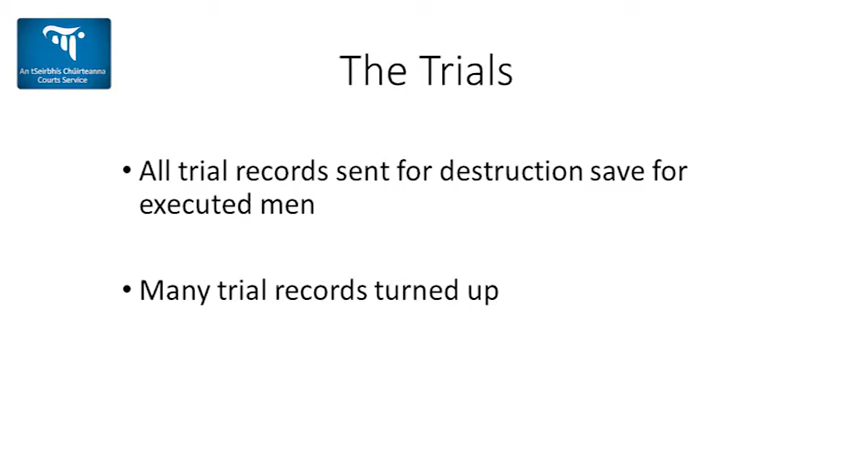 An tSeirbhís Chúirteanna
Courts Service
The Trials
• All trial records sent for destruction save for
executed men
• Many trial records turned up